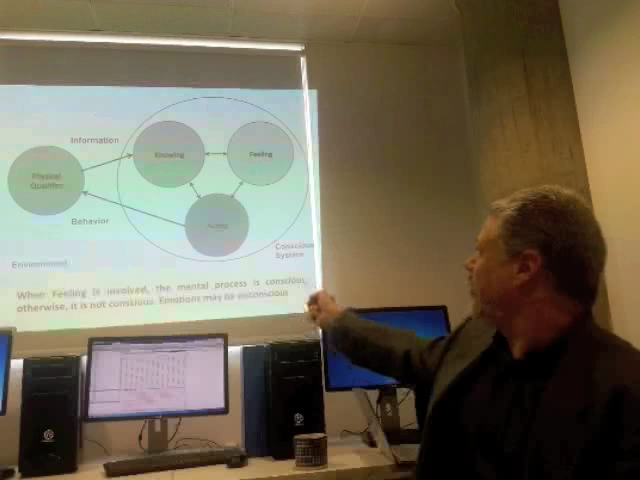 Information
Knowing
Feeling
Physical
Qualities
Acting
Behavior
Conscious
System
Environment
When Feeling is involved, the mental process is conscious,
otherwise, it is not conscious. Emotions may be unconscious